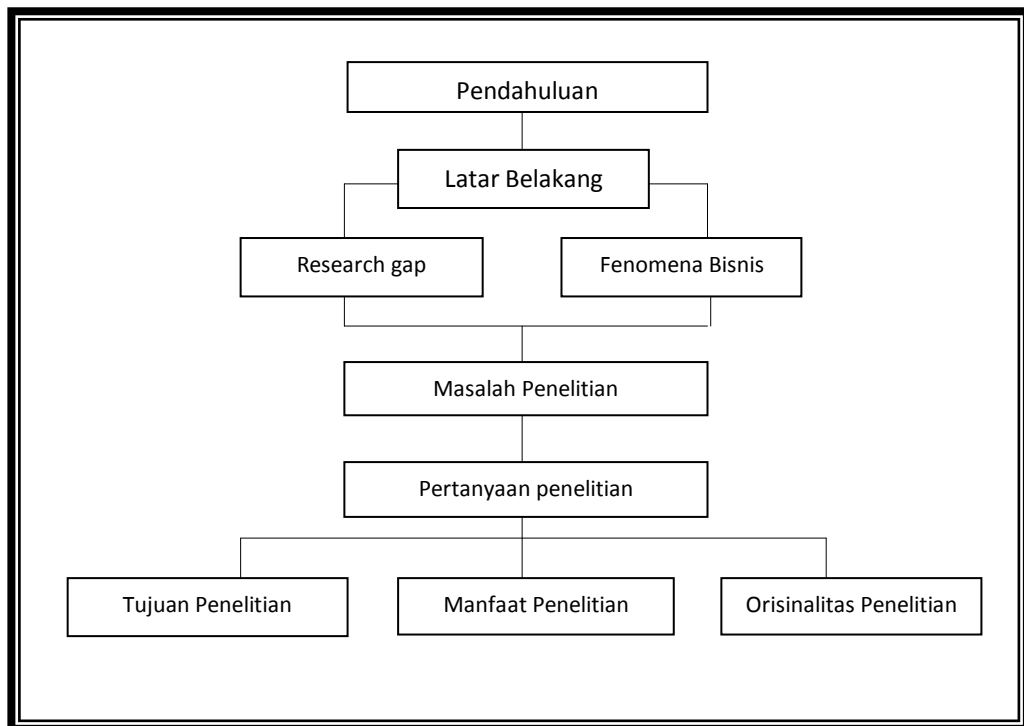 Pendahuluan
Latar Belakang
Research gap
Fenomena Bisnis
Masalah Penelitian
Pertanyaan penelitian
Tujuan Penelitian
Manfaat Penelitian
Orisinalitas Penelitian